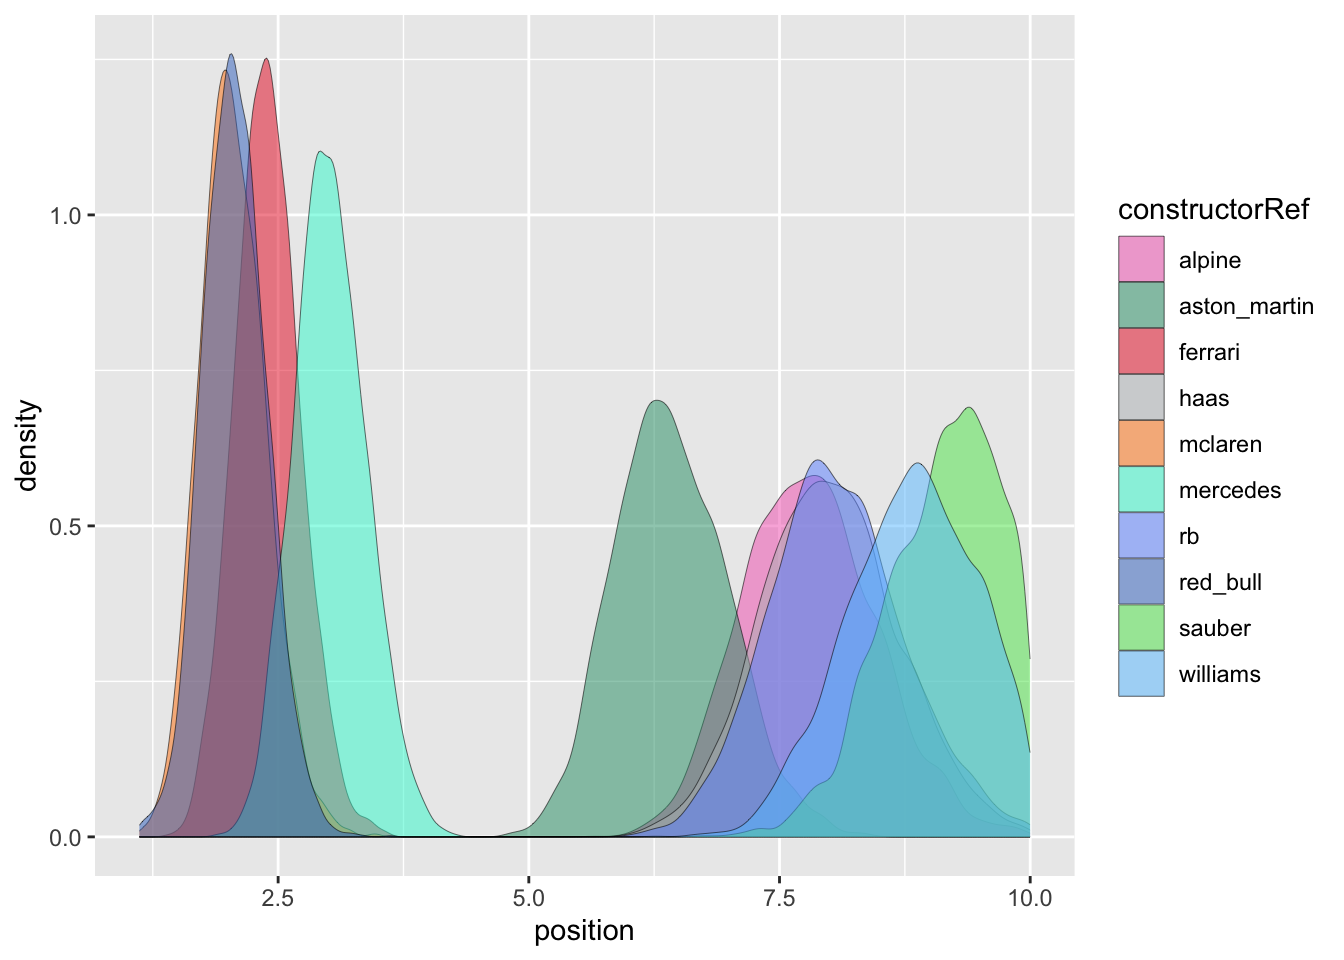 density
1.0
0.5
0.0
2.5
5.0
7.5
10.0
position
constructorRef
alpine
aston_martin
ferrari
haas
mclaren
mercedes
rb
red_bull
sauber
williams